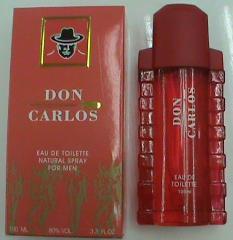 DON
CARLOS
EAU DE TOILETTE
NATURAL SPRAY
FOR MEN
100 ML
80% VOL
3.3 fl.oz
DON
CARLOS
EAU DE
TOILETTE
100ML